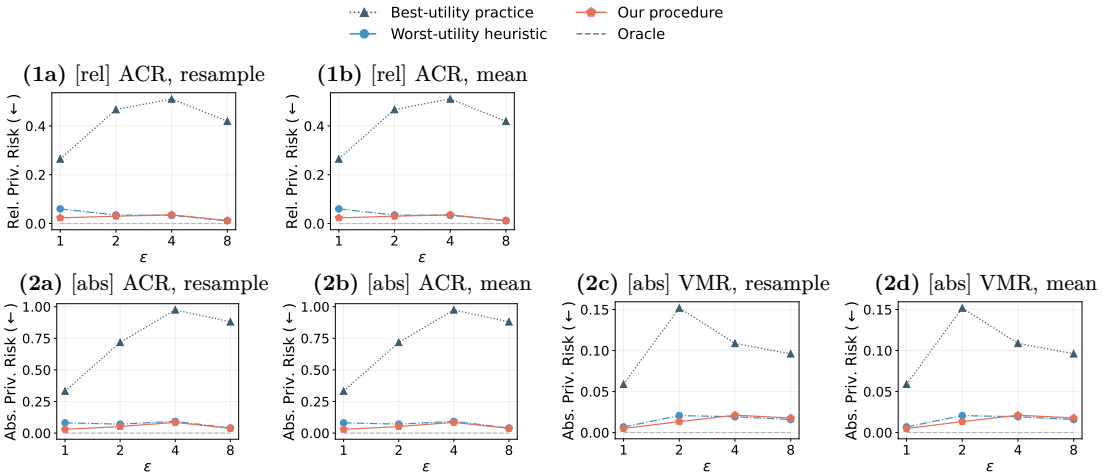 Best-utility practice
Worst-utility heuristic
Our procedure
Oracle
(1a) [rel] ACR, resample
Rel. Priv. Risk (←)
0.4
0.2
0.0
1 2 4 8
ε
(1b) [rel] ACR, mean
Rel. Priv. Risk (←)
0.4
0.2
0.0
1 2 4 8
ε
(2a) [abs] ACR, resample
Abs. Priv. Risk (←)
1.00
0.75
0.50
0.25
0.00
1 2 4 8
ε
(2b) [abs] ACR, mean
Abs. Priv. Risk (←)
1.00
0.75
0.50
0.25
0.00
1 2 4 8
ε
(2c) [abs] VMR, resample
Abs. Priv. Risk (←)
0.15
0.10
0.05
0.00
1 2 4 8
ε
(2d) [abs] VMR, mean
Abs. Priv. Risk (←)
0.15
0.10
0.05
0.00
1 2 4 8
ε